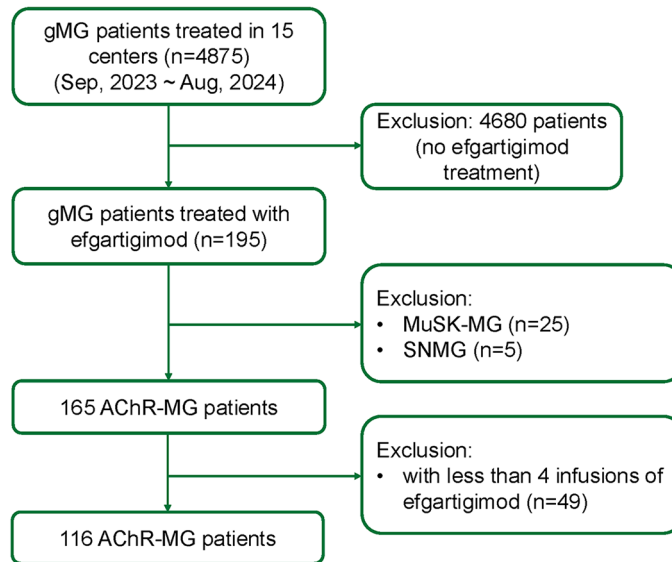 gMG patients treated in 15
centers (n=4875)
(Sep, 2023 ~ Aug, 2024)
Exclusion: 4680 patients
(no efgartigimod
treatment)
gMG patients treated with
efgartigimod (n=195)
Exclusion:
• MuSK-MG (n=25)
• SNMG (n=5)
165 AChR-MG patients
Exclusion:
• with less than 4 infusions of
efgartigimod (n=49)
116 AChR-MG patients